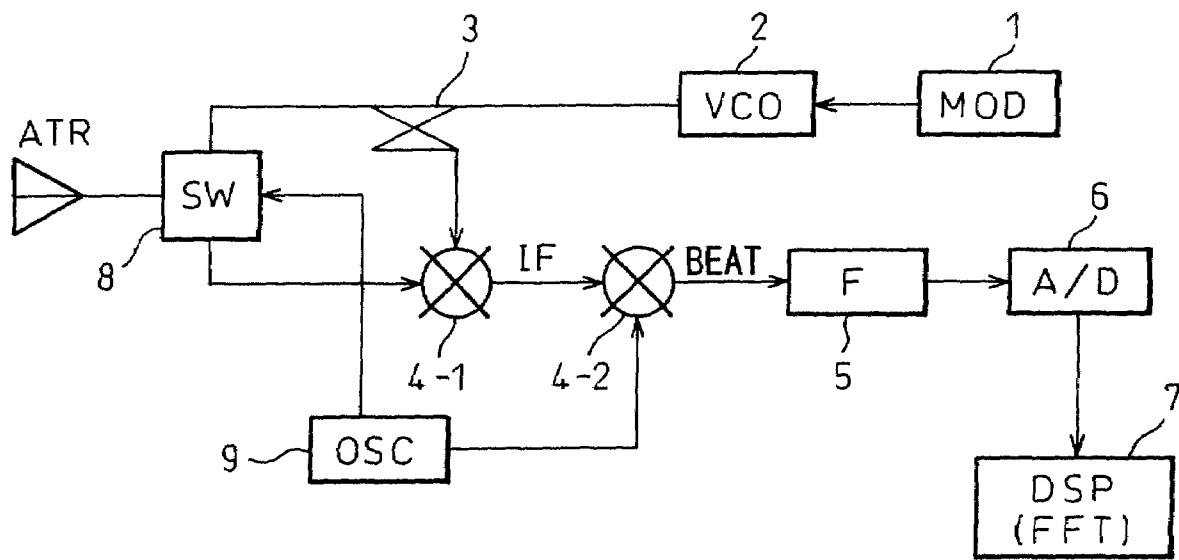 3
2
1
VCO
MOD
ATR
SW
8
6
IF
BEAT
F
A/D
4-1
4-2
5
7
9
OSC
DSP
(FFT)